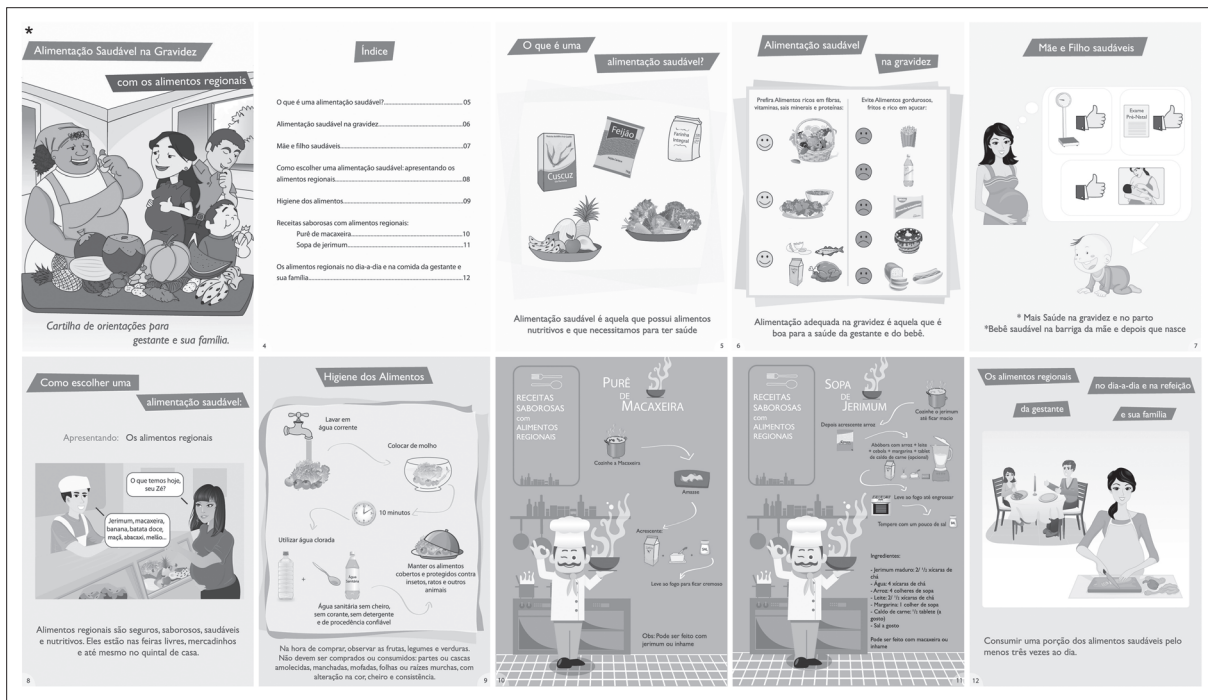 *
Alimentação Saudável na Gravidez
com os alimentos regionais
Cartilha de orientações para
gestante e sua família.
Índice
O que é uma alimentação saudável?...........................05
Alimentação saudável na gravidez...........................06
Mãe e filho saudáveis...........................07
Como escolher uma alimentação saudável: apresentando os
alimentos regionais...........................08
Higiene dos alimentos...........................09
Receitas saborosas com alimentos regionais:
Purê de macaxeira...........................10
Sopa de jerimum...........................11
Os alimentos regionais no dia-a-dia e na comida da gestante e
sua família...........................12
4
O que é uma
alimentação saudável?
Cuscuz
Feijão
Farinha
Integral
Alimentação saudável é aquela que possui alimentos
nutritivos e que necessitamos para ter saúde
5
Alimentação saudável
na gravidez
Prefira Alimentos ricos em fibras,
vitaminas, sais minerais e proteínas:
Evite Alimentos gordurosos,
fritos e rico em açucar:
Alimentação adequada na gravidez é aquela que é
boa para a saúde da gestante e do bebê.
6
Mãe e Filho saudáveis
Exame
Pré-Natal
* Mais Saúde na gravidez e no parto
*Bebê saudável na barriga da mãe e depois que nasce
7
Como escolher uma
alimentação saudável:
Apresentando: Os alimentos regionais
O que temos hoje,
seu Zé?
Jerimum, macaxeira,
banana, batata doce,
maçã, abacaxi, melão...
Alimentos regionais são seguros, saborosos, saudáveis
e nutritivos. Eles estão nas feiras livres, mercadinhos
e até mesmo no quintal de casa.
8
Higiene dos Alimentos
Lavar em
água corrente
Colocar de molho
10 minutos
Utilizar água clorada
+
Água
Sanitária
Água sanitária sem cheiro,
sem corante, sem detergente
e de procedência confiável
Manter os alimentos
cobertos e protegidos contra
insetos, ratos e outros
animais
Na hora de comprar, observar as frutas, legumes e verduras.
Não devem ser comprados ou consumidos: partes ou cascas
amolecidas, manchadas, mofadas, folhas ou raízes murchas, com
alteração na cor, cheiro e consistência.
9
RECEITAS
SABOROSAS
com
ALIMENTOS
REGIONAIS
PURÊ
DE
MACAXEIRA
Cozinhe a Macaxeira
Amasse
Acrescente:
Leve ao fogo para ficar cremoso
Obs: Pode ser feito com
jerimum ou inhame
10
RECEITAS
SABOROSAS
com
ALIMENTOS
REGIONAIS
SOPA
DE
JERIMUM
Cozinhe o jerimum
até ficar macio
Depois acrescente arroz
+ cebola + margarina + tablet
de caldo de carne (opcional)
Leve ao fogo até engrossar
Tempere com um pouco de sal
Ingredientes:
- Jerimum maduro: 2/ ½ xícaras de
chá
- Água: 4 xícaras de chá
- Arroz: 4 colheres de sopa
- Leite: 2/ ½ xícaras de chá
- Margarina: 1 colher de sopa
- Caldo de carne: ½ tablete (a
gosto)
- Sal a gosto
Pode ser feito com macaxeira ou
inhame
11
Os alimentos regionais
no dia-a-dia e na refeição
da gestante
e sua família
Consumir uma porção dos alimentos saudáveis pelo
menos três vezes ao dia.
12